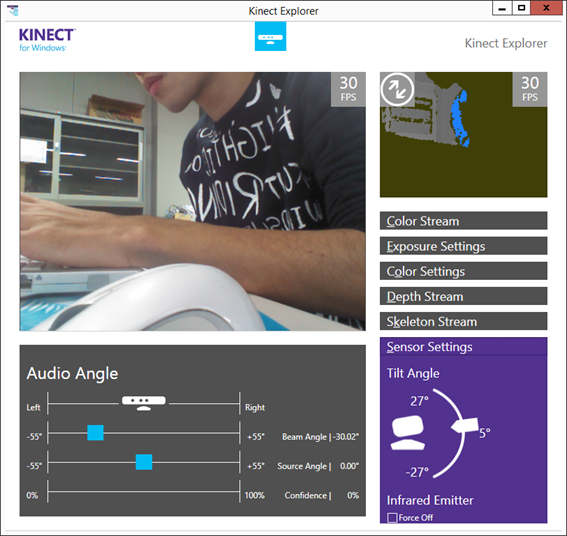 Kinect Explorer
KINECT™
for Windows®
Kinect Explorer
30
FPS
30
FPS
Color Stream
Exposure Settings
Color Settings
Depth Stream
Skeleton Stream
Sensor Settings
Tilt Angle
27°
5°
-27°
Infrared Emitter
Force Off
Audio Angle
Left Right
-55° +55° Beam Angle | -30.02°
-55° +55° Source Angle | 0.00°
0% 100% Confidence | 0%